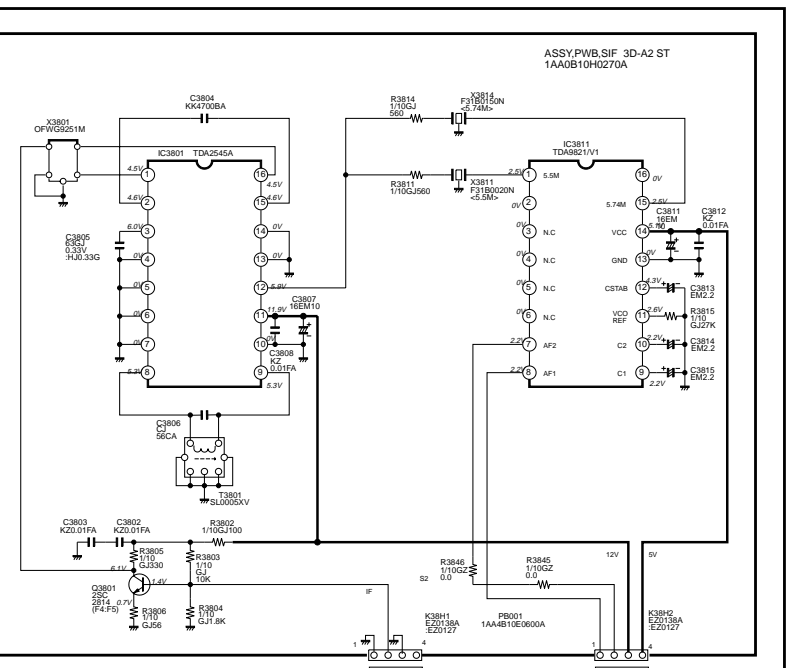 ASSY,PWB,SIF 3D-A2 ST
1AA0B10H0270A
C3804
KK4700BA
X3801
OFWG9251M
IC3801 TDA2545A
R3814
1/10GJ
560
X3814
F31B0150N
<5.74M>
IC3811
TDA9821/V1
R3811
1/10GJ560
X3811
F31B0020N
<5.5M>
4.5V
1
16
4.5V
4.6V
2
15
4.6V
6.0V
3
14
0V
0V
4
13
0V
0V
5
12
5.9V
0V
6
11
11.9V
0V
7
10
0V
5.3V
8
9
5.3V
C3805
63GJ
0.33V
:HJ0.33G
C3807
16EM10
C3808
KZ
0.01FA
2.5V
1
5.5M
16
0V
0V
2
5.74M
15
2.5V
0V
3
N.C
VCC
14
0V
4
N.C
GND
13
0V
0V
5
N.C
CSTAB
12
4.3V
0V
6
N.C
VCO
REF
11
2.6V
2.2V
7
AF2
C2
10
2.2V
2.2V
8
AF1
C1
9
2.2V
C3811
16EM
C3812
KZ
0.01FA
C3813
EM2.2
R3815
1/10
GJ27K
C3814
EM2.2
C3815
EM2.2
C3806
CJ
56CA
T3801
SL0005XV
C3803
KZ0.01FA
C3802
KZ0.01FA
R3802
1/10GJ100
R3805
1/10
GJ330
R3803
1/10
GJ
10K
6.1V
1.4V
Q3801
2SC
2814
(F4:F5)
0.7V
R3806
1/10
GJ56
R3804
1/10
GJ1.8K
IF
S2
R3846
1/10GZ
0.0
R3845
1/10GZ
0.0
12V
5V
K38H1
EZ0138A
:EZ0127
PB001
1AA4B10E0600A
K38H2
EZ0138A
:EZ0127
1
4
1
4